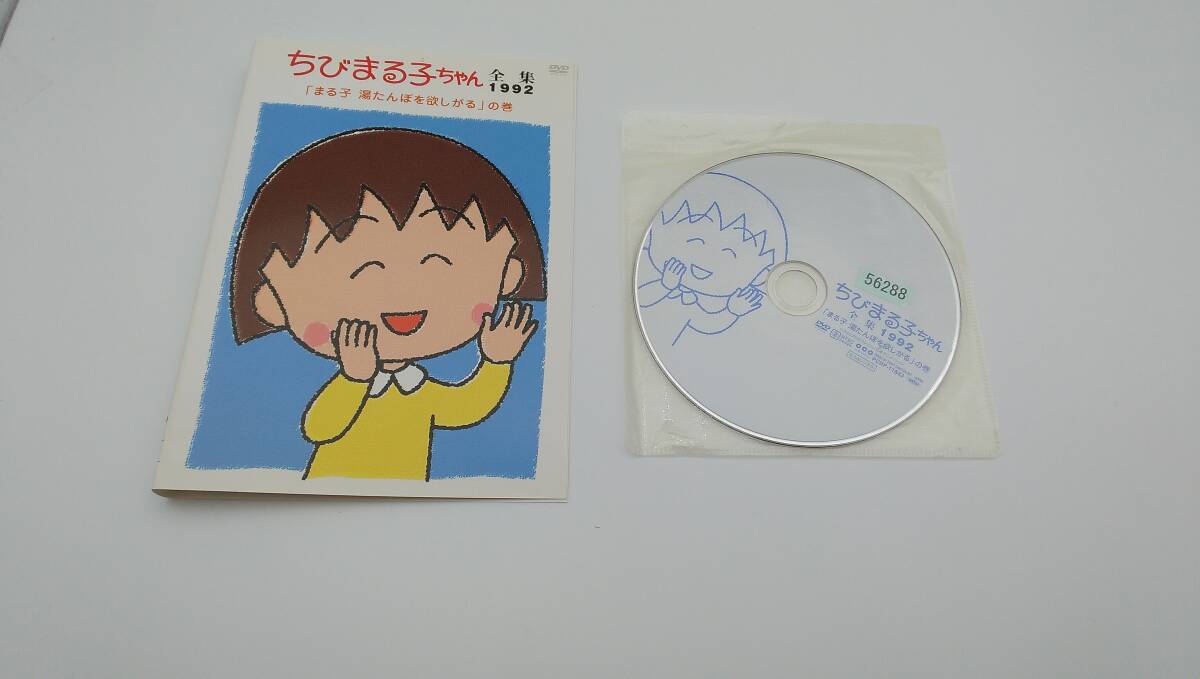 ちびまる子ちゃん 全集
1992
DVD
「まる子 湯たんぽを欲しがる」の巻
56288
ちびまる子ちゃん
全集 1992
「まる子 湯たんぽを欲しがる」の巻
DVD